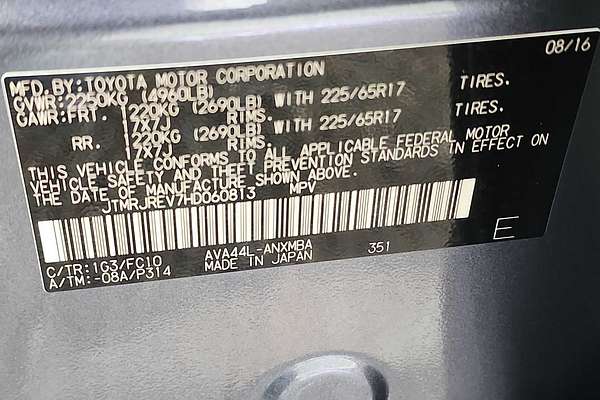 08/16
MFD.BY:TOYOTA MOTOR CORPORATION
GVWR:2250KG (4960LB)
GAWR:FRT. 1220KG (2690LB) WITH 225/65R17 TIRES.
17X7J RIMS.
RR. 1220KG (2690LB) WITH 225/65R17 TIRES.
17X7J RIMS.
THIS VEHICLE CONFORMS TO ALL APPLICABLE FEDERAL MOTOR
VEHICLE SAFETY AND THEFT PREVENTION STANDARDS IN EFFECT ON
THE DATE OF MANUFACTURE SHOWN ABOVE.
JTMRJREV7HD060813 MPV
C/TR:1G3/FC10 AVA44L-ANXMBA 351
A/TM:-08A/P314 MADE IN JAPAN
E